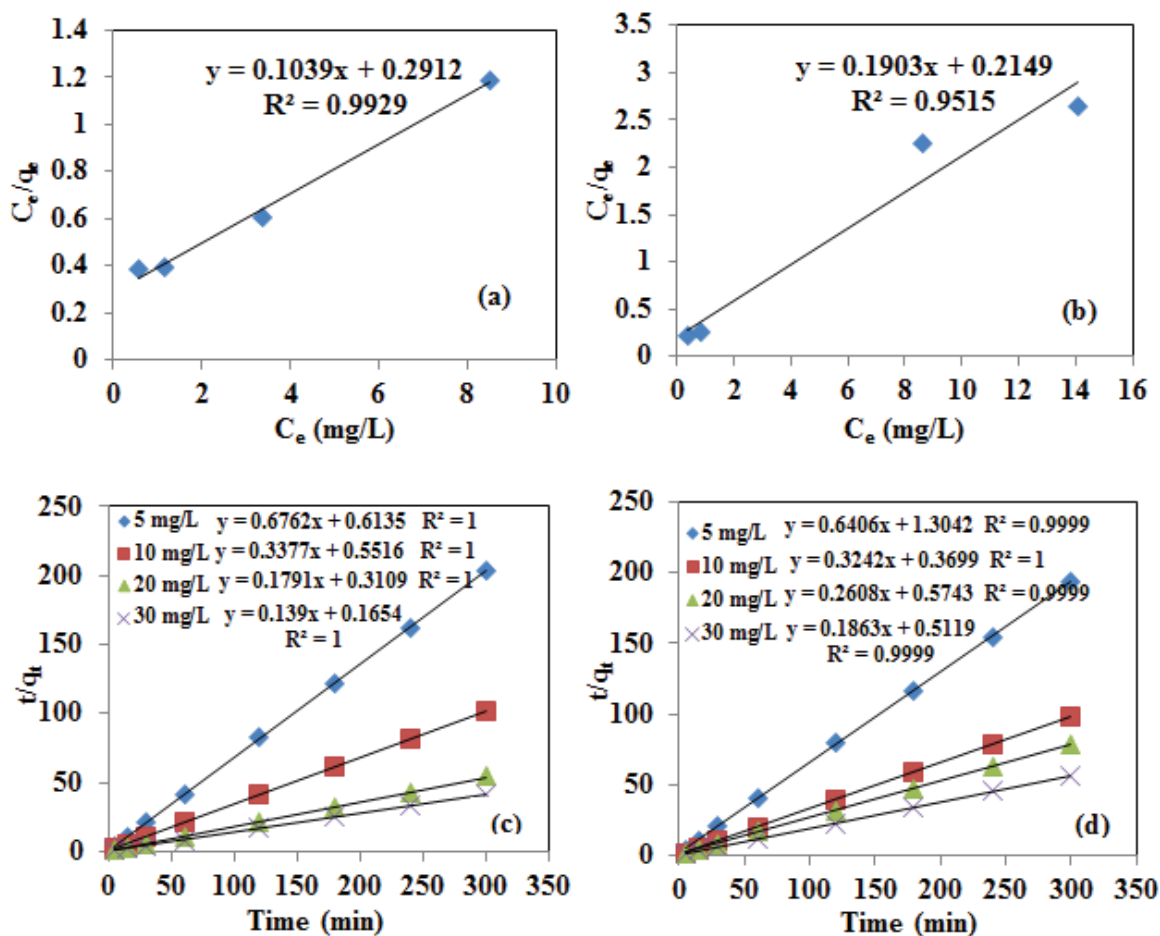 1.4
1.2
1
0.8
0.6
0.4
0.2
0
Cₑ/qₑ
y = 0.1039x + 0.2912
R² = 0.9929
(a)
0 2 4 6 8 10
Cₑ (mg/L)
3.5
3
2.5
2
1.5
1
0.5
0
Cₑ/qₑ
y = 0.1903x + 0.2149
R² = 0.9515
(b)
0 2 4 6 8 10 12 14 16
Cₑ (mg/L)
250
200
150
100
50
0
t/qₜ
5 mg/L y = 0.6762x + 0.6135 R² = 1
10 mg/L y = 0.3377x + 0.5516 R² = 1
20 mg/L y = 0.1791x + 0.3109 R² = 1
30 mg/L y = 0.139x + 0.1654
R² = 1
(c)
0 50 100 150 200 250 300 350
Time (min)
250
200
150
100
50
0
t/qₜ
5 mg/L y = 0.6406x + 1.3042 R² = 0.9999
10 mg/L y = 0.3242x + 0.3699 R² = 1
20 mg/L y = 0.2608x + 0.5743 R² = 0.9999
30 mg/L y = 0.1863x + 0.5119
R² = 0.9999
(d)
0 50 100 150 200 250 300 350
Time (min)